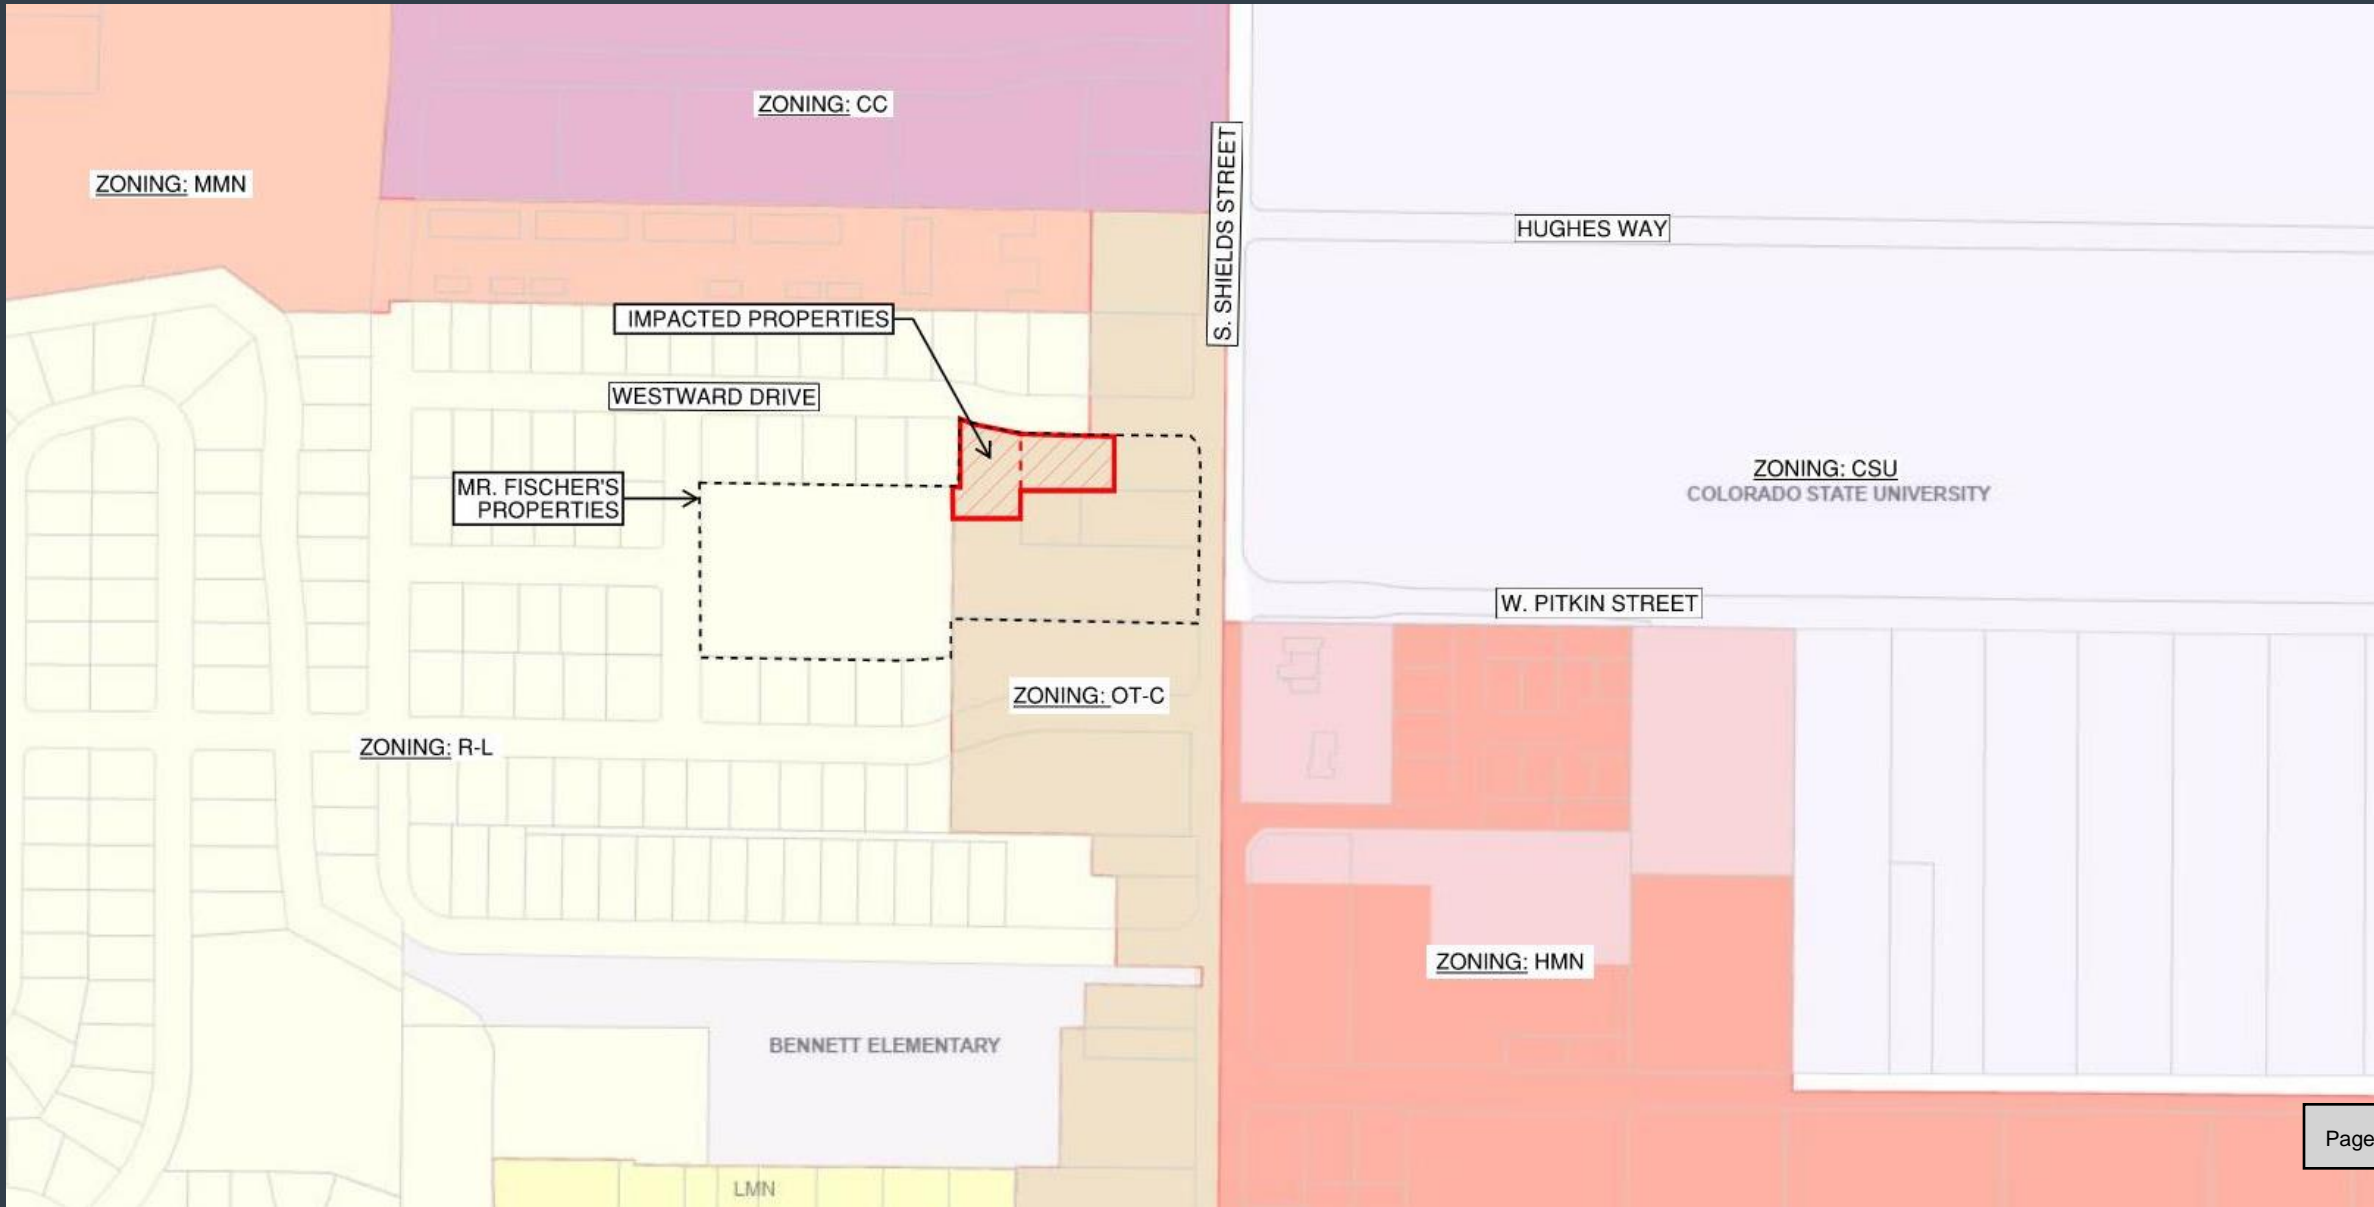 ZONING: CC
S. SHIELDS STREET
ZONING: MMN
HUGHES WAY
IMPACTED PROPERTIES
WESTWARD DRIVE
MR. FISCHER'S
PROPERTIES
ZONING: CSU
COLORADO STATE UNIVERSITY
W. PITKIN STREET
ZONING: OT-C
ZONING: R-L
ZONING: HMN
BENNETT ELEMENTARY
Page
LMN